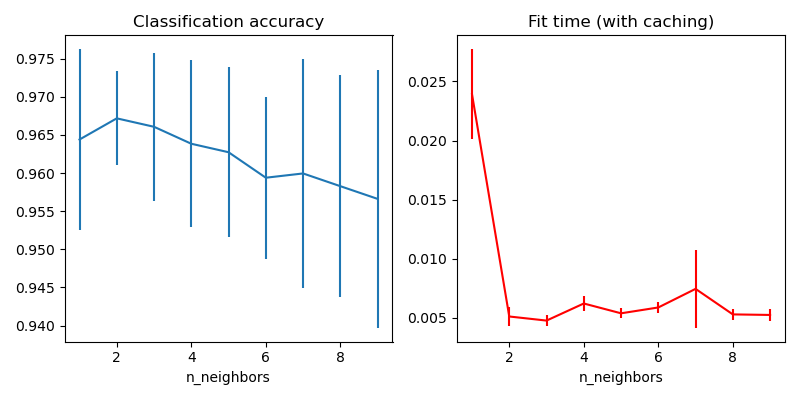 Classification accuracy
0.975
0.970
0.965
0.960
0.955
0.950
0.945
0.940
2 4 6 8
n_neighbors
Fit time (with caching)
0.025
0.020
0.015
0.010
0.005
2 4 6 8
n_neighbors